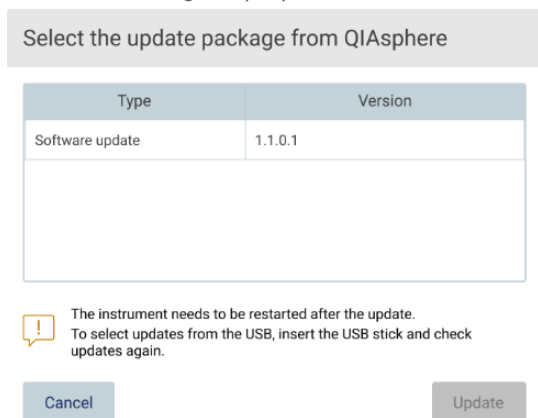 Select the update package from QIAsphere
Type Version
Software update 1.1.0.1
!
The instrument needs to be restarted after the update.
To select updates from the USB, insert the USB stick and check
updates again.
Cancel Update